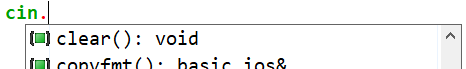 cin.
clear(): void
copyfmt(): basic_ios&